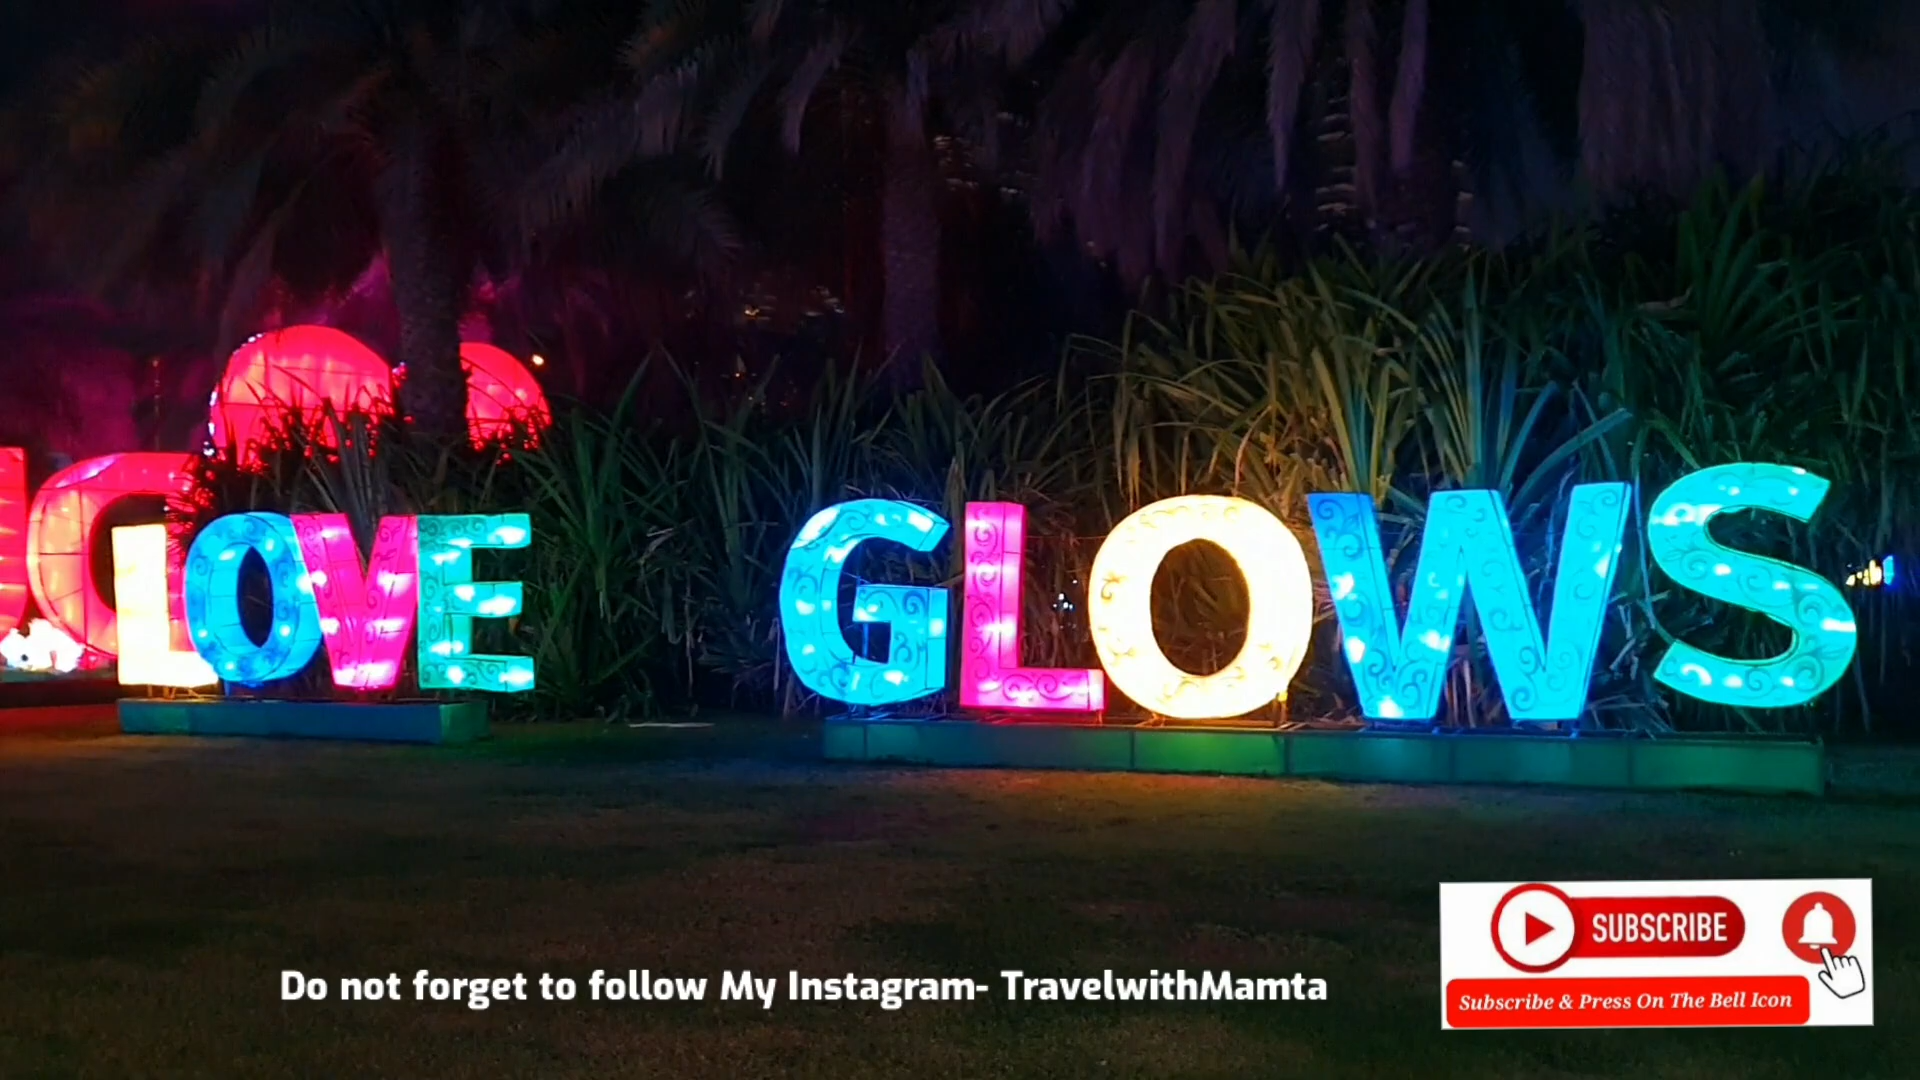 LOVE GLOWS
SUBSCRIBE
Do not forget to follow My Instagram- TravelwithMamta
Subscribe & Press On The Bell Icon